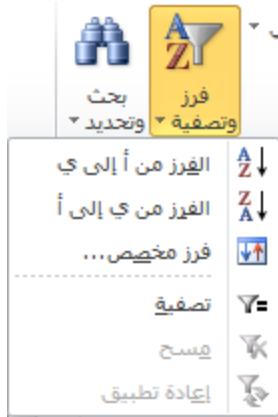 فرز
وتصفية
بحث
وتحديد
الفرز من أ إلى ي
الفرز من ي إلى أ
فرز مخصص...
تصفية
مسح
إعادة تطبيق